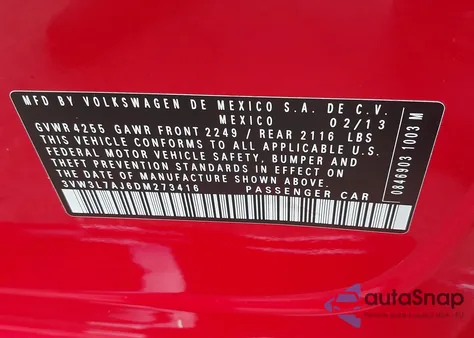 MFD BY VOLKSWAGEN DE MEXICO S.A. DE C.V.
MEXICO 02/13
GVWR 4255 GAWR FRONT 2249 / REAR 2116 LBS
THIS VEHICLE CONFORMS TO ALL APPLICABLE U.S.
FEDERAL MOTOR VEHICLE SAFETY, BUMPER AND
THEFT PREVENTION STANDARDS IN EFFECT ON
THE DATE OF MANUFACTURE SHOWN ABOVE.
3VW3L7AJ6DM273416 PASSENGER CAR
0846903 1003 M
autoSnap